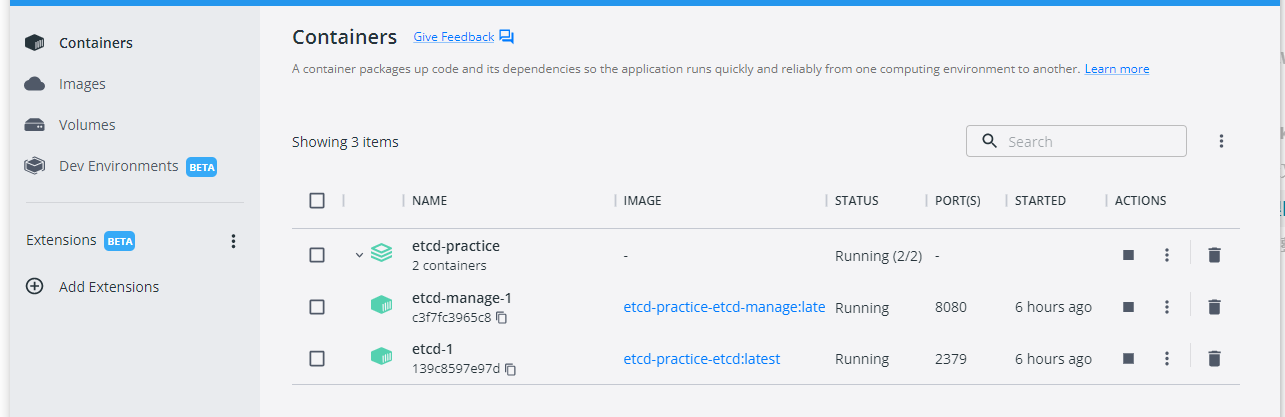 Containers
Images
Volumes
Dev Environments BETA
Extensions BETA
Add Extensions
Containers Give Feedback
A container packages up code and its dependencies so the application runs quickly and reliably from one computing environment to another. Learn more
Showing 3 items
Search
NAME IMAGE STATUS PORT(S) STARTED ACTIONS
etcd-practice
2 containers
- Running (2/2) -
etcd-manage-1
c3f7fc3965c8
etcd-practice-etcd-manage:late Running 8080 6 hours ago
etcd-1
139c8597e97d
etcd-practice-etcd:latest Running 2379 6 hours ago